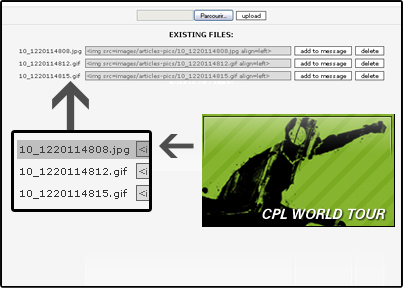 Parcourir... upload
EXISTING FILES:
10_1220114808.jpg <img src=images/articles-pics/10_1220114808.jpg align=left> add to message delete
10_1220114812.gif <img src=images/articles-pics/10_1220114812.gif align=left> add to message delete
10_1220114815.gif <img src=images/articles-pics/10_1220114815.gif align=left> add to message delete
10_1220114808.jpg <i
10_1220114812.gif <i
10_1220114815.gif <i
CPL WORLD TOUR